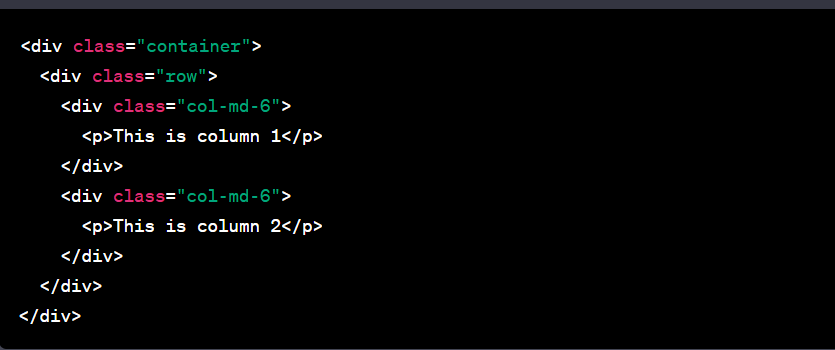 <div class="container">
  <div class="row">
    <div class="col-md-6">
      <p>This is column 1</p>
    </div>
    <div class="col-md-6">
      <p>This is column 2</p>
    </div>
  </div>
</div>